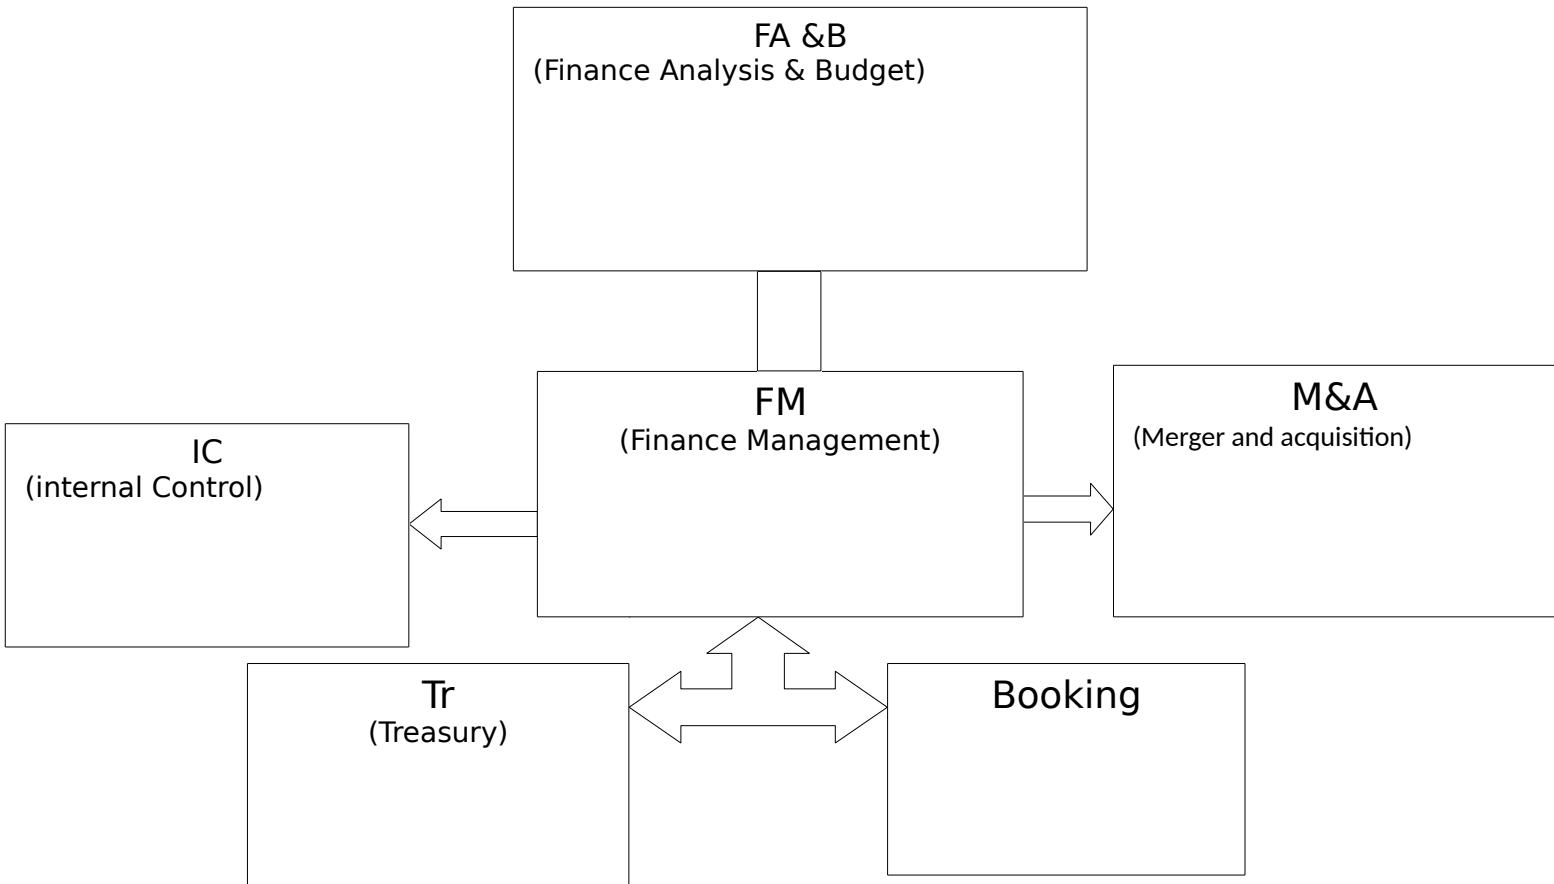 FA &B
(Finance Analysis & Budget)
FM
(Finance Management)
M&A
(Merger and acquisition)
IC
(internal Control)
Tr
(Treasury)
Booking